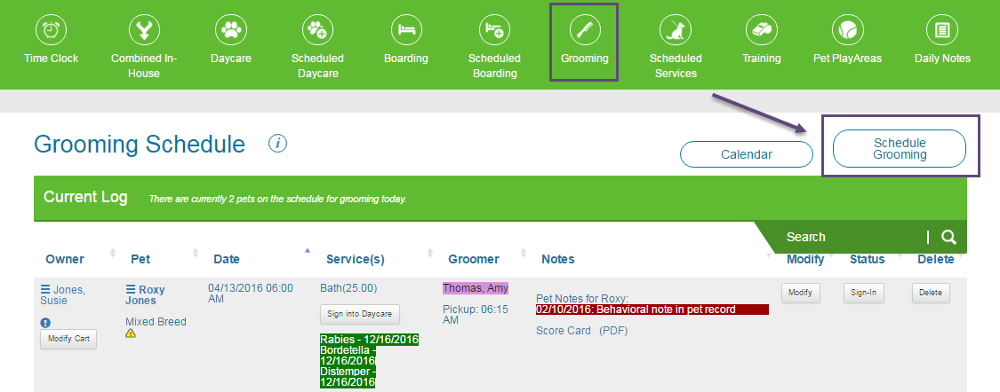 Time Clock
Combined In-
House
Daycare
Scheduled
Daycare
Boarding
Scheduled
Boarding
Grooming
Scheduled
Services
Training
Pet PlayAreas
Daily Notes
Grooming Schedule i
Calendar
Schedule
Grooming
Current Log There are currently 2 pets on the schedule for grooming today.
Search
Owner Pet Date Service(s) Groomer Notes Modify Status Delete
Jones,
Susie
Modify Cart
Roxy
Jones
Mixed Breed
04/13/2016 06:00
AM
Bath(25.00)
Sign into Daycare
Rabies - 12/16/2016
Bordetella -
12/16/2016
Distemper -
12/16/2016
Thomas, Amy
Pickup: 06:15
AM
Pet Notes for Roxy:
02/10/2016: Behavioral note in pet record
Score Card (PDF)
Modify
Sign-In
Delete